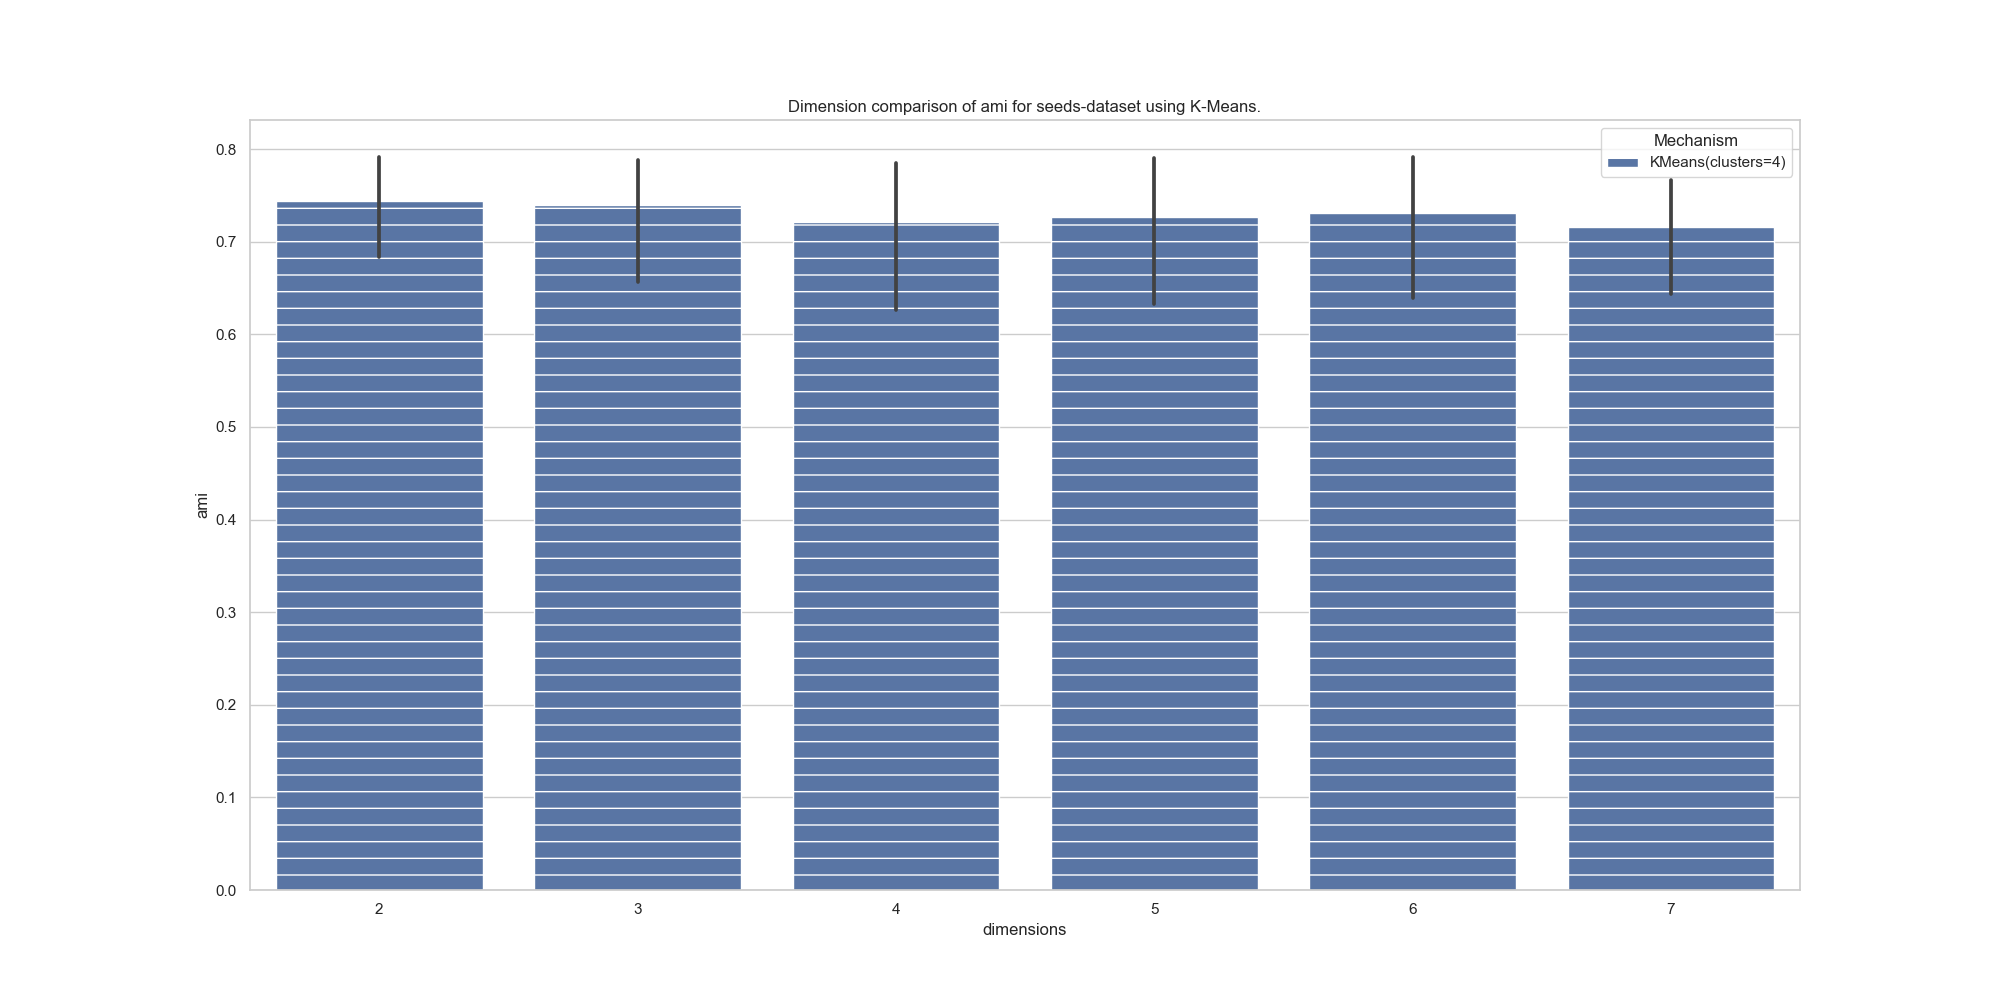 Dimension comparison of ami for seeds-dataset using K-Means.
Mechanism
KMeans(clusters=4)
ami
0.8
0.7
0.6
0.5
0.4
0.3
0.2
0.1
0.0
2 3 4 5 6 7
dimensions